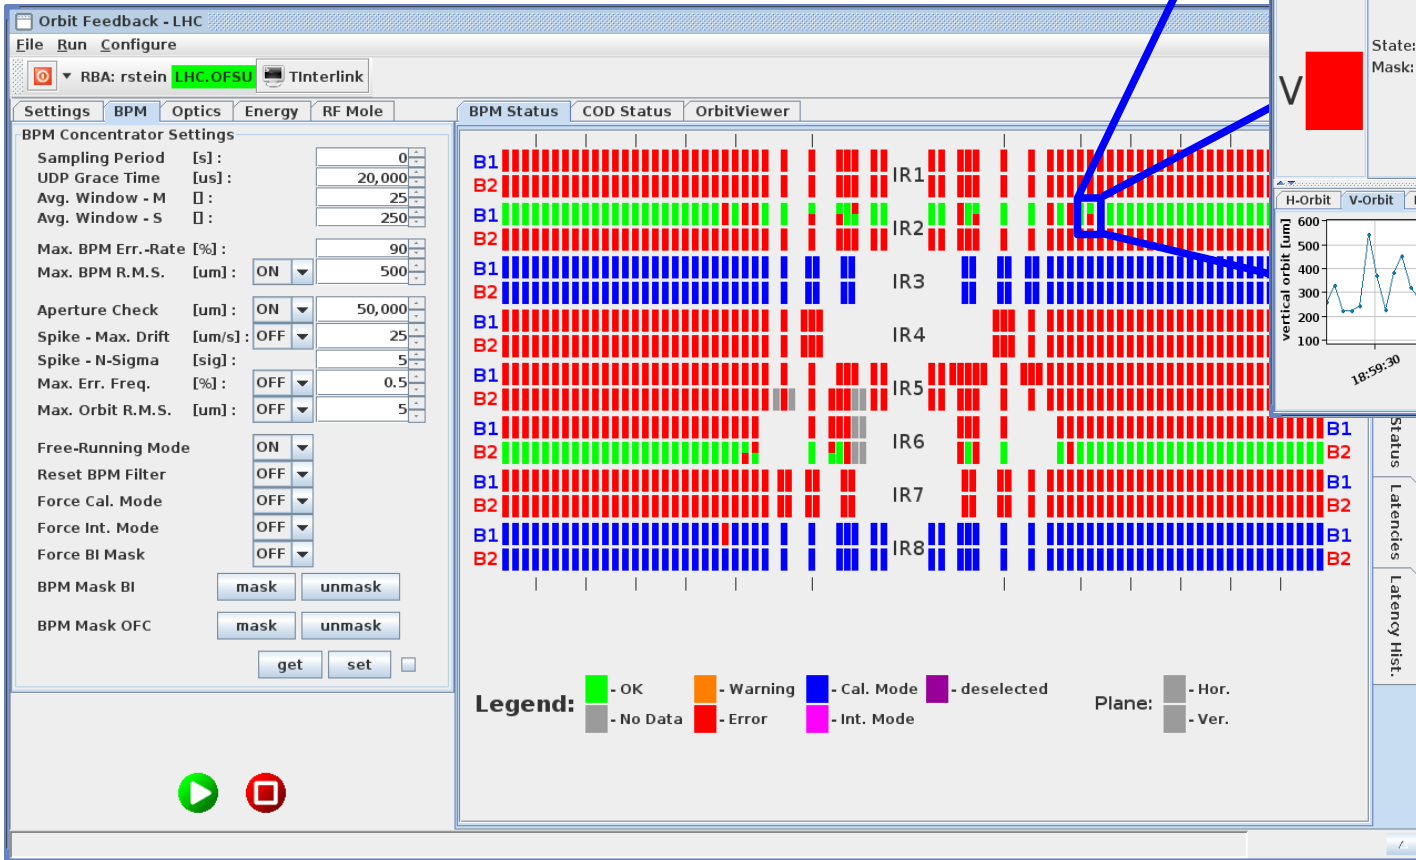 Orbit Feedback - LHC
File Run Configure
RBA: rstein LHC.OFSU TInterlink
Settings BPM Optics Energy RF Mole
BPM Concentrator Settings
Sampling Period [s] : 0
UDP Grace Time [us] : 20,000
Avg. Window - M [] : 25
Avg. Window - S [] : 250
Max. BPM Err.-Rate [%] : 90
Max. BPM R.M.S. [um] : ON 500
Aperture Check [um] : ON 50,000
Spike - Max. Drift [um/s] : OFF 25
Spike - N-Sigma [sig] : 5
Max. Err. Freq. [%] : OFF 0.5
Max. Orbit R.M.S. [um] : OFF 5
Free-Running Mode ON
Reset BPM Filter OFF
Force Cal. Mode OFF
Force Int. Mode OFF
Force BI Mask OFF
BPM Mask BI mask unmask
BPM Mask OFC mask unmask
get set
BPM Status COD Status OrbitViewer
B1
IR1
B2
B1
IR2
B2
B1
IR3
B2
B1
IR4
B2
B1
IR5
B2
B1 B1
IR6
B2 B2
B1 B1
IR7
B2 B2
B1 B1
IR8
B2 B2
Legend:
- OK - Warning - Cal. Mode - deselected
- No Data - Error - Int. Mode
Plane:
- Hor.
- Ver.
Status
Latencies
Latency Hist.
State:
Mask:
V
H-Orbit V-Orbit
vertical orbit [um]
600
500
400
300
200
100
18:59:30